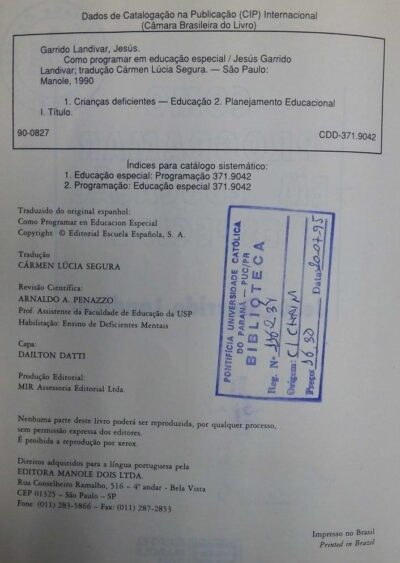 Dados de Catalogação na Publicação (CIP) Internacional
(Câmara Brasileira do Livro)
Garrido Landivar, Jesús.
Como programar em educação especial / Jesús Garrido
Landivar; tradução Cármen Lúcia Segura. — São Paulo:
Manole, 1990
1. Crianças deficientes — Educação 2. Planejamento Educacional
I. Título.
90-0827 CDD-371.9042
Índices para catálogo sistemático:
1. Educação especial: Programação 371.9042
2. Programação: Educação especial 371.9042
Traduzido do original espanhol:
Como Programar en Educacion Especial
Copyright © Editorial Escuela Española, S. A.
Tradução
CÁRMEN LÚCIA SEGURA
Revisão Científica:
ARNALDO A. PENAZZO
Prof. Assistente da Faculdade de Educação da USP
Habilitação: Ensino de Deficientes Mentais
Capa:
DAILTON DATTI
Produção Editorial:
MIR Assessoria Editorial Ltda.
PONTIFÍCIA UNIVERSIDADE CATÓLICA
DO PARANÁ — PUC/PR
BIBLIOTECA
Reg. N.º
Origem: C/ CHAIM
Preço: 16,30 Data: 20.07.95
Nenhuma parte deste livro poderá ser reproduzida, por qualquer processo,
sem permissão expressa dos editores.
É proibida a reprodução por xerox.
Direitos adquiridos para a língua portuguesa pela
EDITORA MANOLE DOIS LTDA.
Rua Conselheiro Ramalho, 516 – 4º andar - Bela Vista
CEP 01325 – São Paulo – SP
Fone: (011) 283-5866 – Fax: (011) 287-2853
Impresso no Brasil
Printed in Brazil